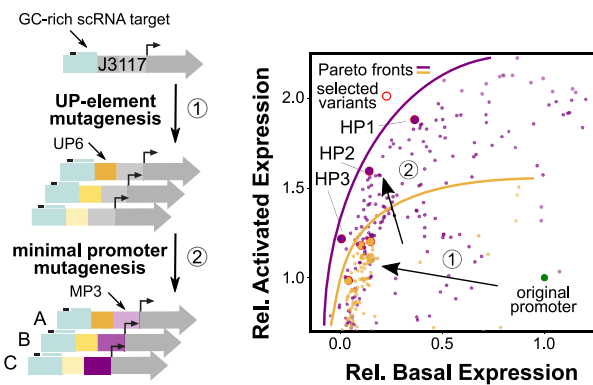 GC-rich scRNA target
J3117
UP-element
mutagenesis
①
UP6
minimal promoter
mutagenesis
②
MP3
A
B
C
Rel. Activated Expression
2.0
1.5
1.0
Pareto fronts
selected
variants
HP1
HP2
HP3
②
①
original
promoter
0.0 0.5 1.0
Rel. Basal Expression